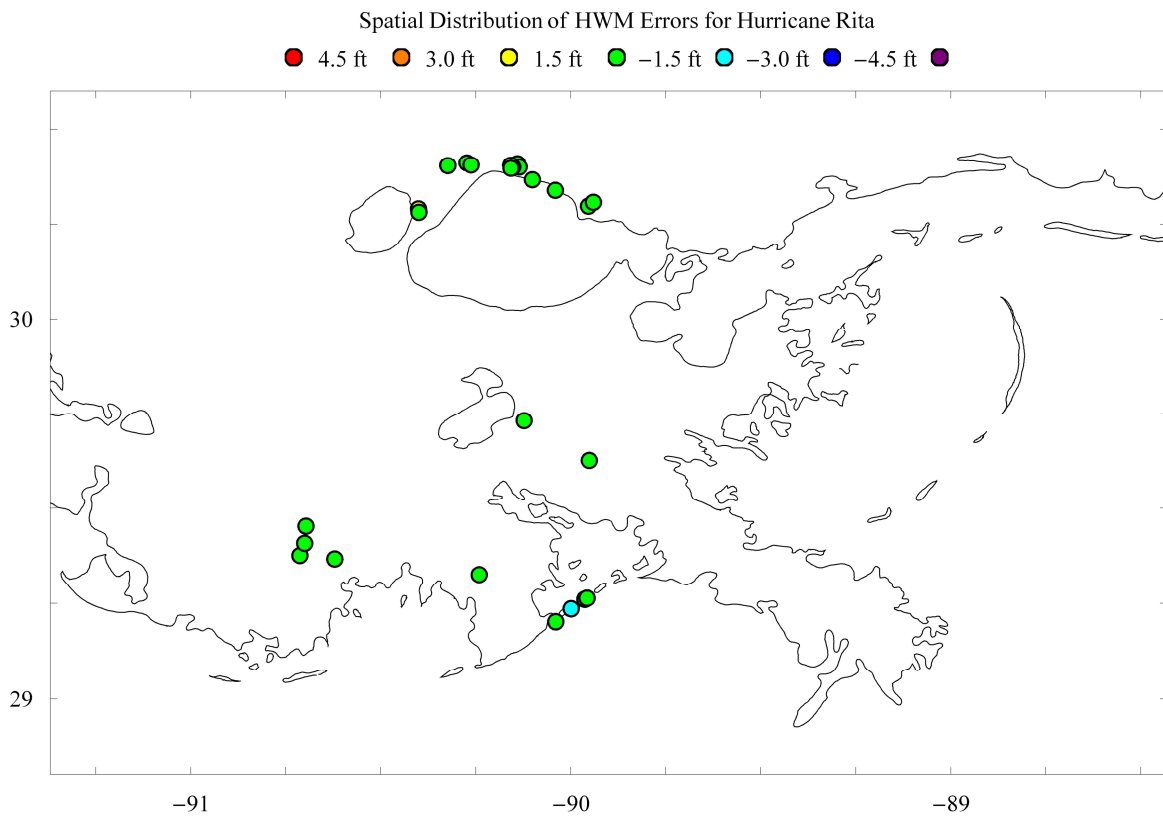 Spatial Distribution of HWM Errors for Hurricane Rita
4.5 ft 3.0 ft 1.5 ft −1.5 ft −3.0 ft −4.5 ft
30
29
−91 −90 −89